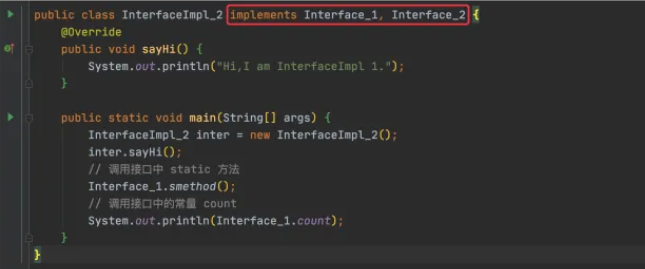 public class InterfaceImpl_2 implements Interface_1, Interface_2 {
@Override
public void sayHi() {
System.out.println("Hi,I am InterfaceImpl 1.");
}
public static void main(String[] args) {
InterfaceImpl_2 inter = new InterfaceImpl_2();
inter.sayHi();
// 调用接口中 static 方法
Interface_1.smethod();
// 调用接口中的常量 count
System.out.println(Interface_1.count);
}
}